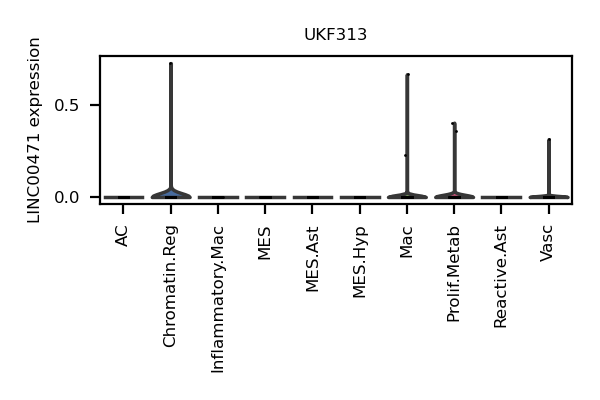 UKF313
LINC00471 expression
0.5
0.0
AC
Chromatin.Reg
Inflammatory.Mac
MES
MES.Ast
MES.Hyp
Mac
Prolif.Metab
Reactive.Ast
Vasc